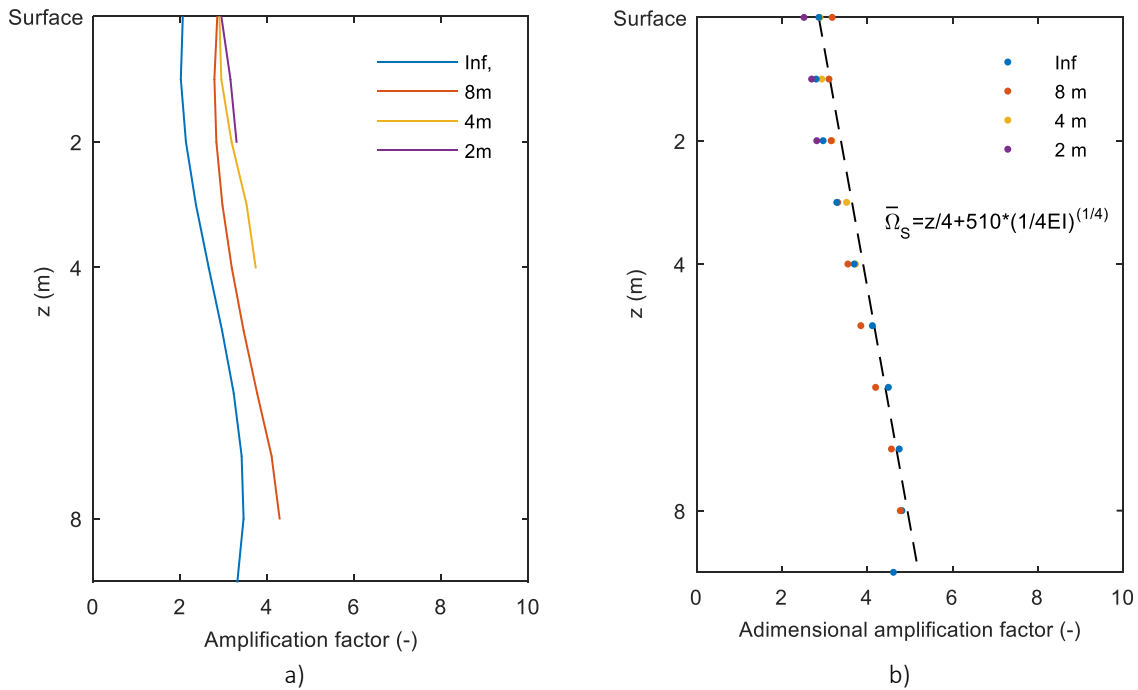 Surface
2
4
8
z (m)
0
2
4
6
8
10
Amplification factor (-)
Inf,
8m
4m
2m
a)
Surface
2
4
8
z (m)
0
2
4
6
8
10
Adimensional amplification factor (-)
Inf
8 m
4 m
2 m
Ω̅_S=z/4+510*(1/4EI)^(1/4)
b)